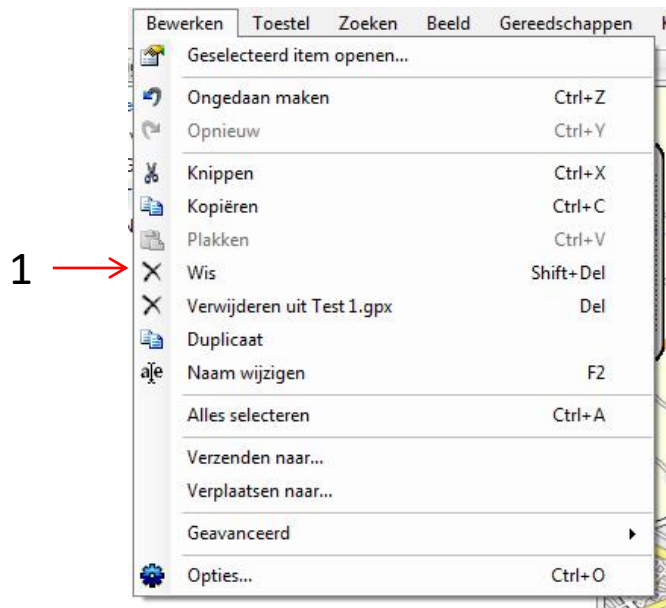 Bewerken Toestel Zoeken Beeld Gereedschappen
Geselecteerd item openen...
Ongedaan maken Ctrl+Z
Opnieuw Ctrl+Y
Knippen Ctrl+X
Kopiëren Ctrl+C
Plakken Ctrl+V
1 Wis Shift+Del
Verwijderen uit Test 1.gpx Del
Duplicaat
a|e Naam wijzigen F2
Alles selecteren Ctrl+A
Verzenden naar...
Verplaatsen naar...
Geavanceerd
Opties... Ctrl+O